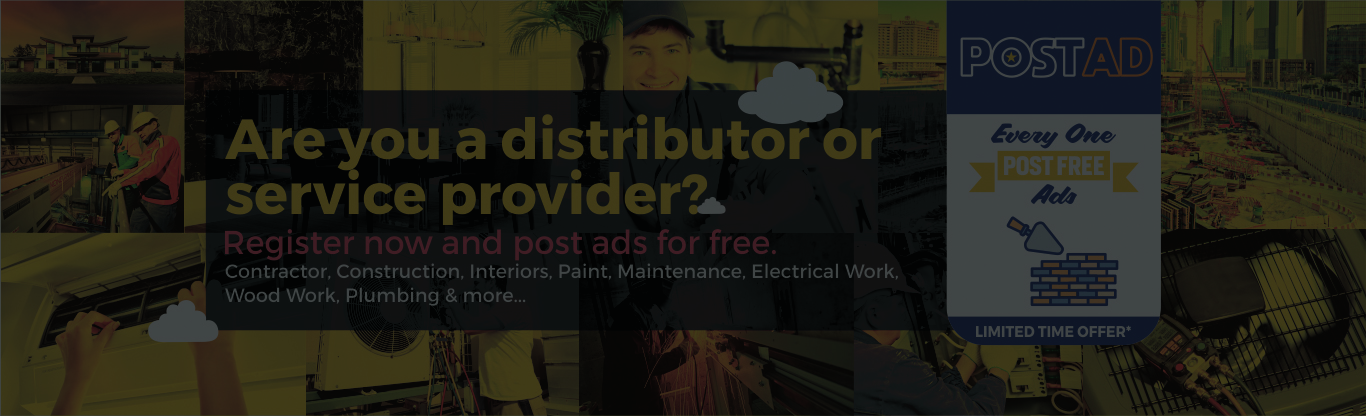 Are you a distributor or
service provider?
Register now and post ads for free.
Contractor, Construction, Interiors, Paint, Maintenance, Electrical Work,
Wood Work, Plumbing & more...
POSTAD
Every One
POST FREE
Ads
LIMITED TIME OFFER*